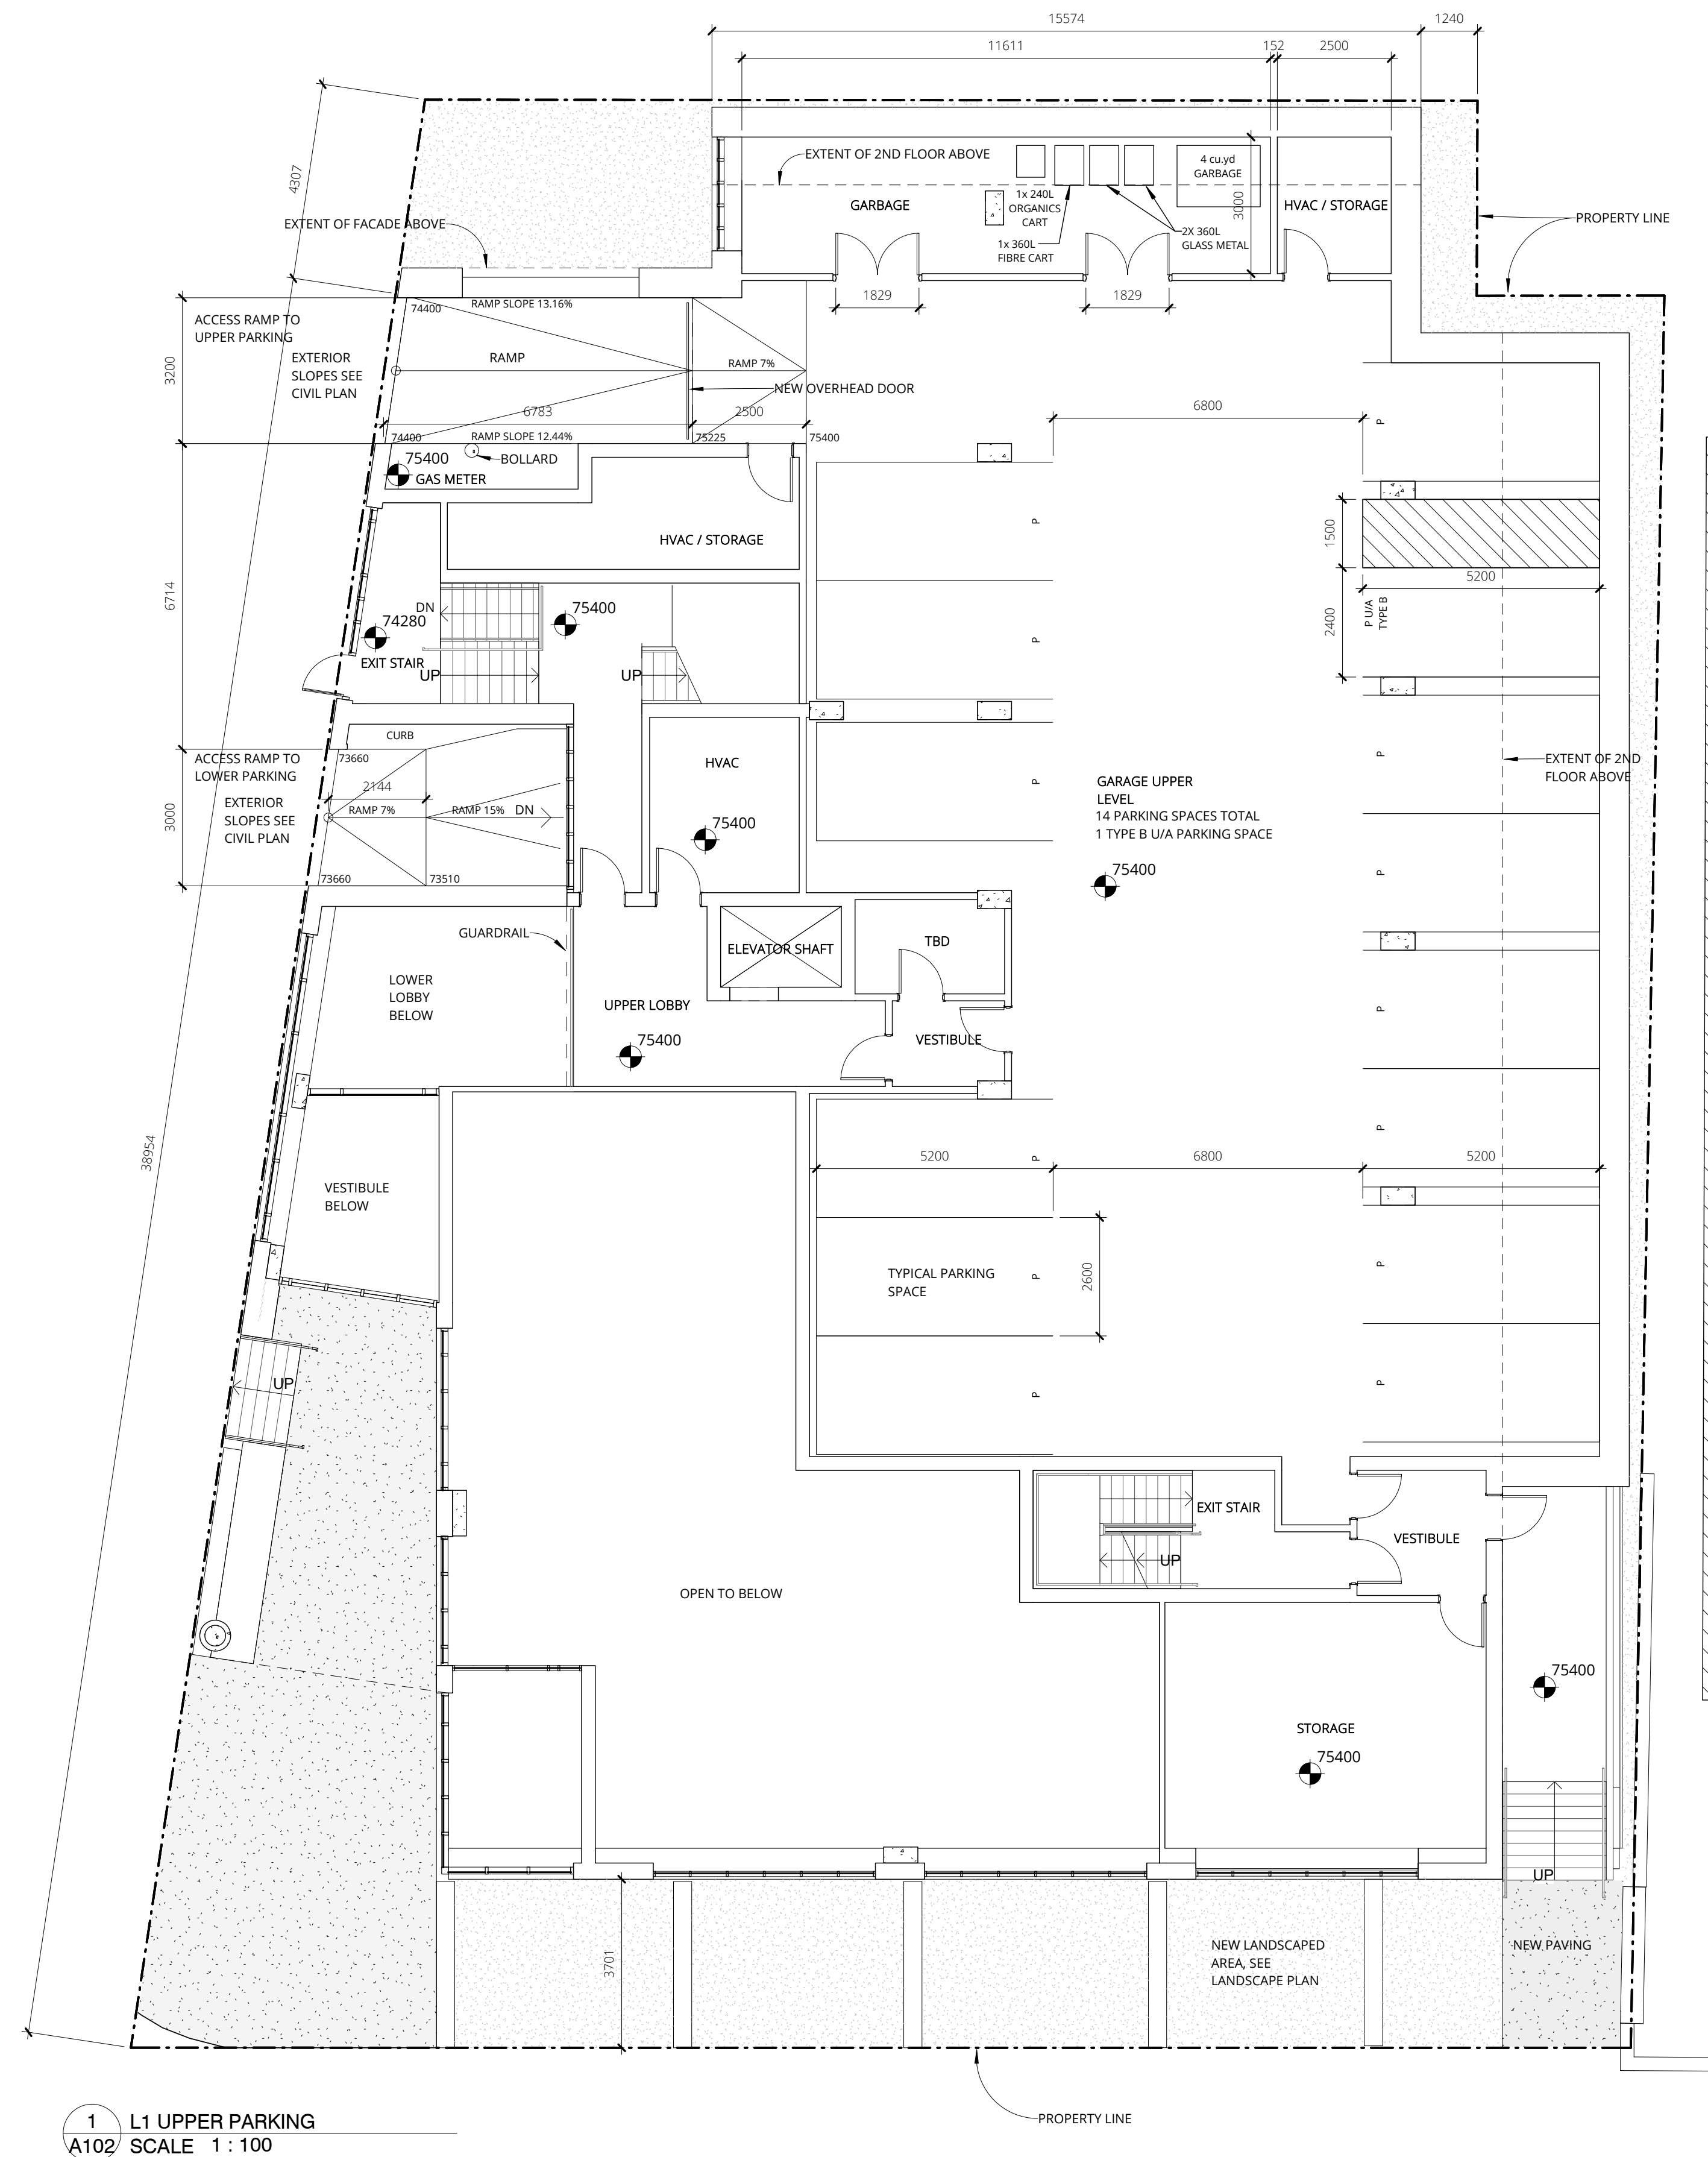 15574
1240
11611
152
2500
4307
EXTENT OF 2ND FLOOR ABOVE
4 cu.yd
GARBAGE
GARBAGE
1x 240L
ORGANICS
CART
3000
HVAC / STORAGE
EXTENT OF FACADE ABOVE
1x 360L
FIBRE CART
2X 360L
GLASS METAL
PROPERTY LINE
1829
1829
ACCESS RAMP TO
UPPER PARKING
74400
RAMP SLOPE 13.16%
EXTERIOR
SLOPES SEE
CIVIL PLAN
RAMP
RAMP 7%
NEW OVERHEAD DOOR
3200
6783
2500
6800
P
74400
RAMP SLOPE 12.44%
75225
75400
75400
BOLLARD
GAS METER
HVAC / STORAGE
P
1500
5200
6714
DN
74280
75400
P U/A
TYPE B
2400
EXIT STAIR
UP
UP
P
CURB
ACCESS RAMP TO
LOWER PARKING
73660
HVAC
P
P
EXTENT OF 2ND
FLOOR ABOVE
2144
EXTERIOR
SLOPES SEE
CIVIL PLAN
RAMP 7%
RAMP 15%
DN
3000
75400
GARAGE UPPER
LEVEL
14 PARKING SPACES TOTAL
1 TYPE B U/A PARKING SPACE
75400
73660
73510
P
GUARDRAIL
ELEVATOR SHAFT
TBD
LOWER
LOBBY
BELOW
UPPER LOBBY
P
75400
VESTIBULE
38954
P
5200
P
6800
5200
VESTIBULE
BELOW
TYPICAL PARKING
SPACE
P
2600
P
UP
P
P
EXIT STAIR
VESTIBULE
UP
OPEN TO BELOW
75400
STORAGE
75400
UP
3701
NEW LANDSCAPED
AREA, SEE
LANDSCAPE PLAN
NEW PAVING
PROPERTY LINE
1
L1 UPPER PARKING
A102
SCALE 1 : 100